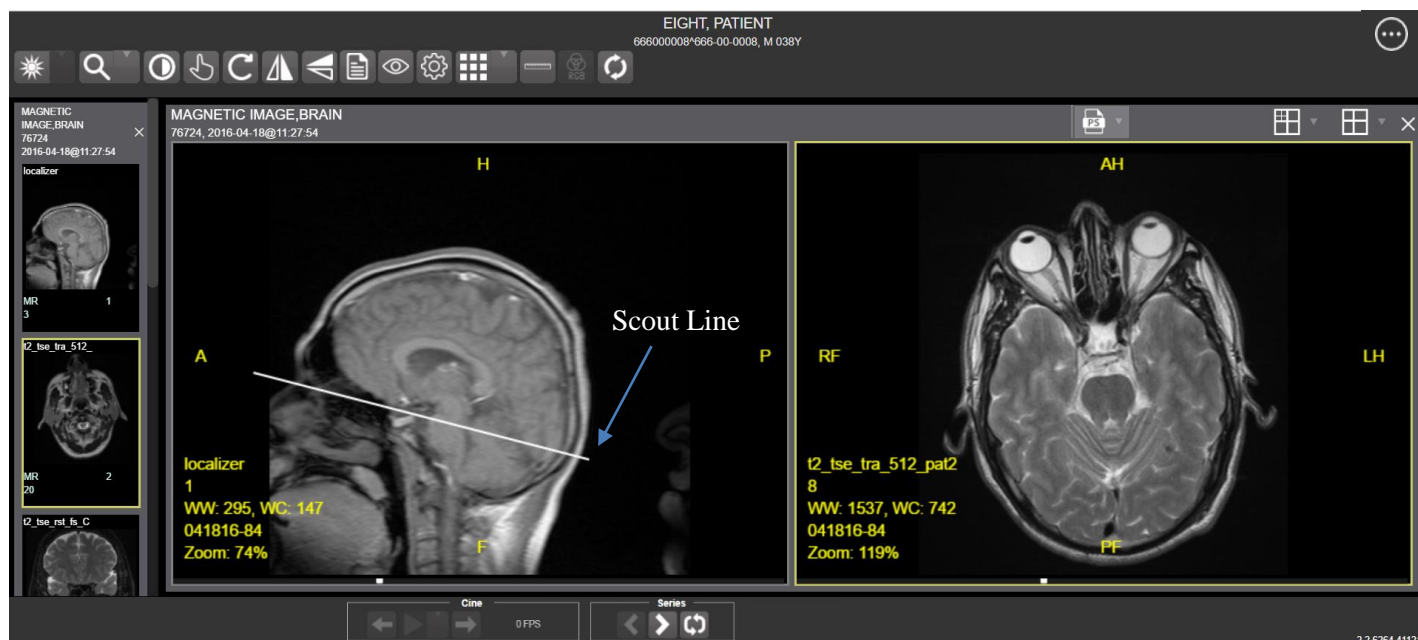 EIGHT, PATIENT
666000008^666-00-0008, M 038Y
RGB
MAGNETIC
IMAGE,BRAIN
76724
2016-04-18@11:27:54
localizer
MR 1
3
t2_tse_tra_512_
MR 2
20
t2_tse_rst_fs_C
MAGNETIC IMAGE,BRAIN
76724, 2016-04-18@11:27:54
PS
H
A
P
Scout Line
localizer
1
WW: 295, WC: 147
041816-84
Zoom: 74%
F
AH
RF
LH
t2_tse_tra_512_pat2
8
WW: 1537, WC: 742
041816-84
Zoom: 119%
PF
Cine
0 FPS
Series